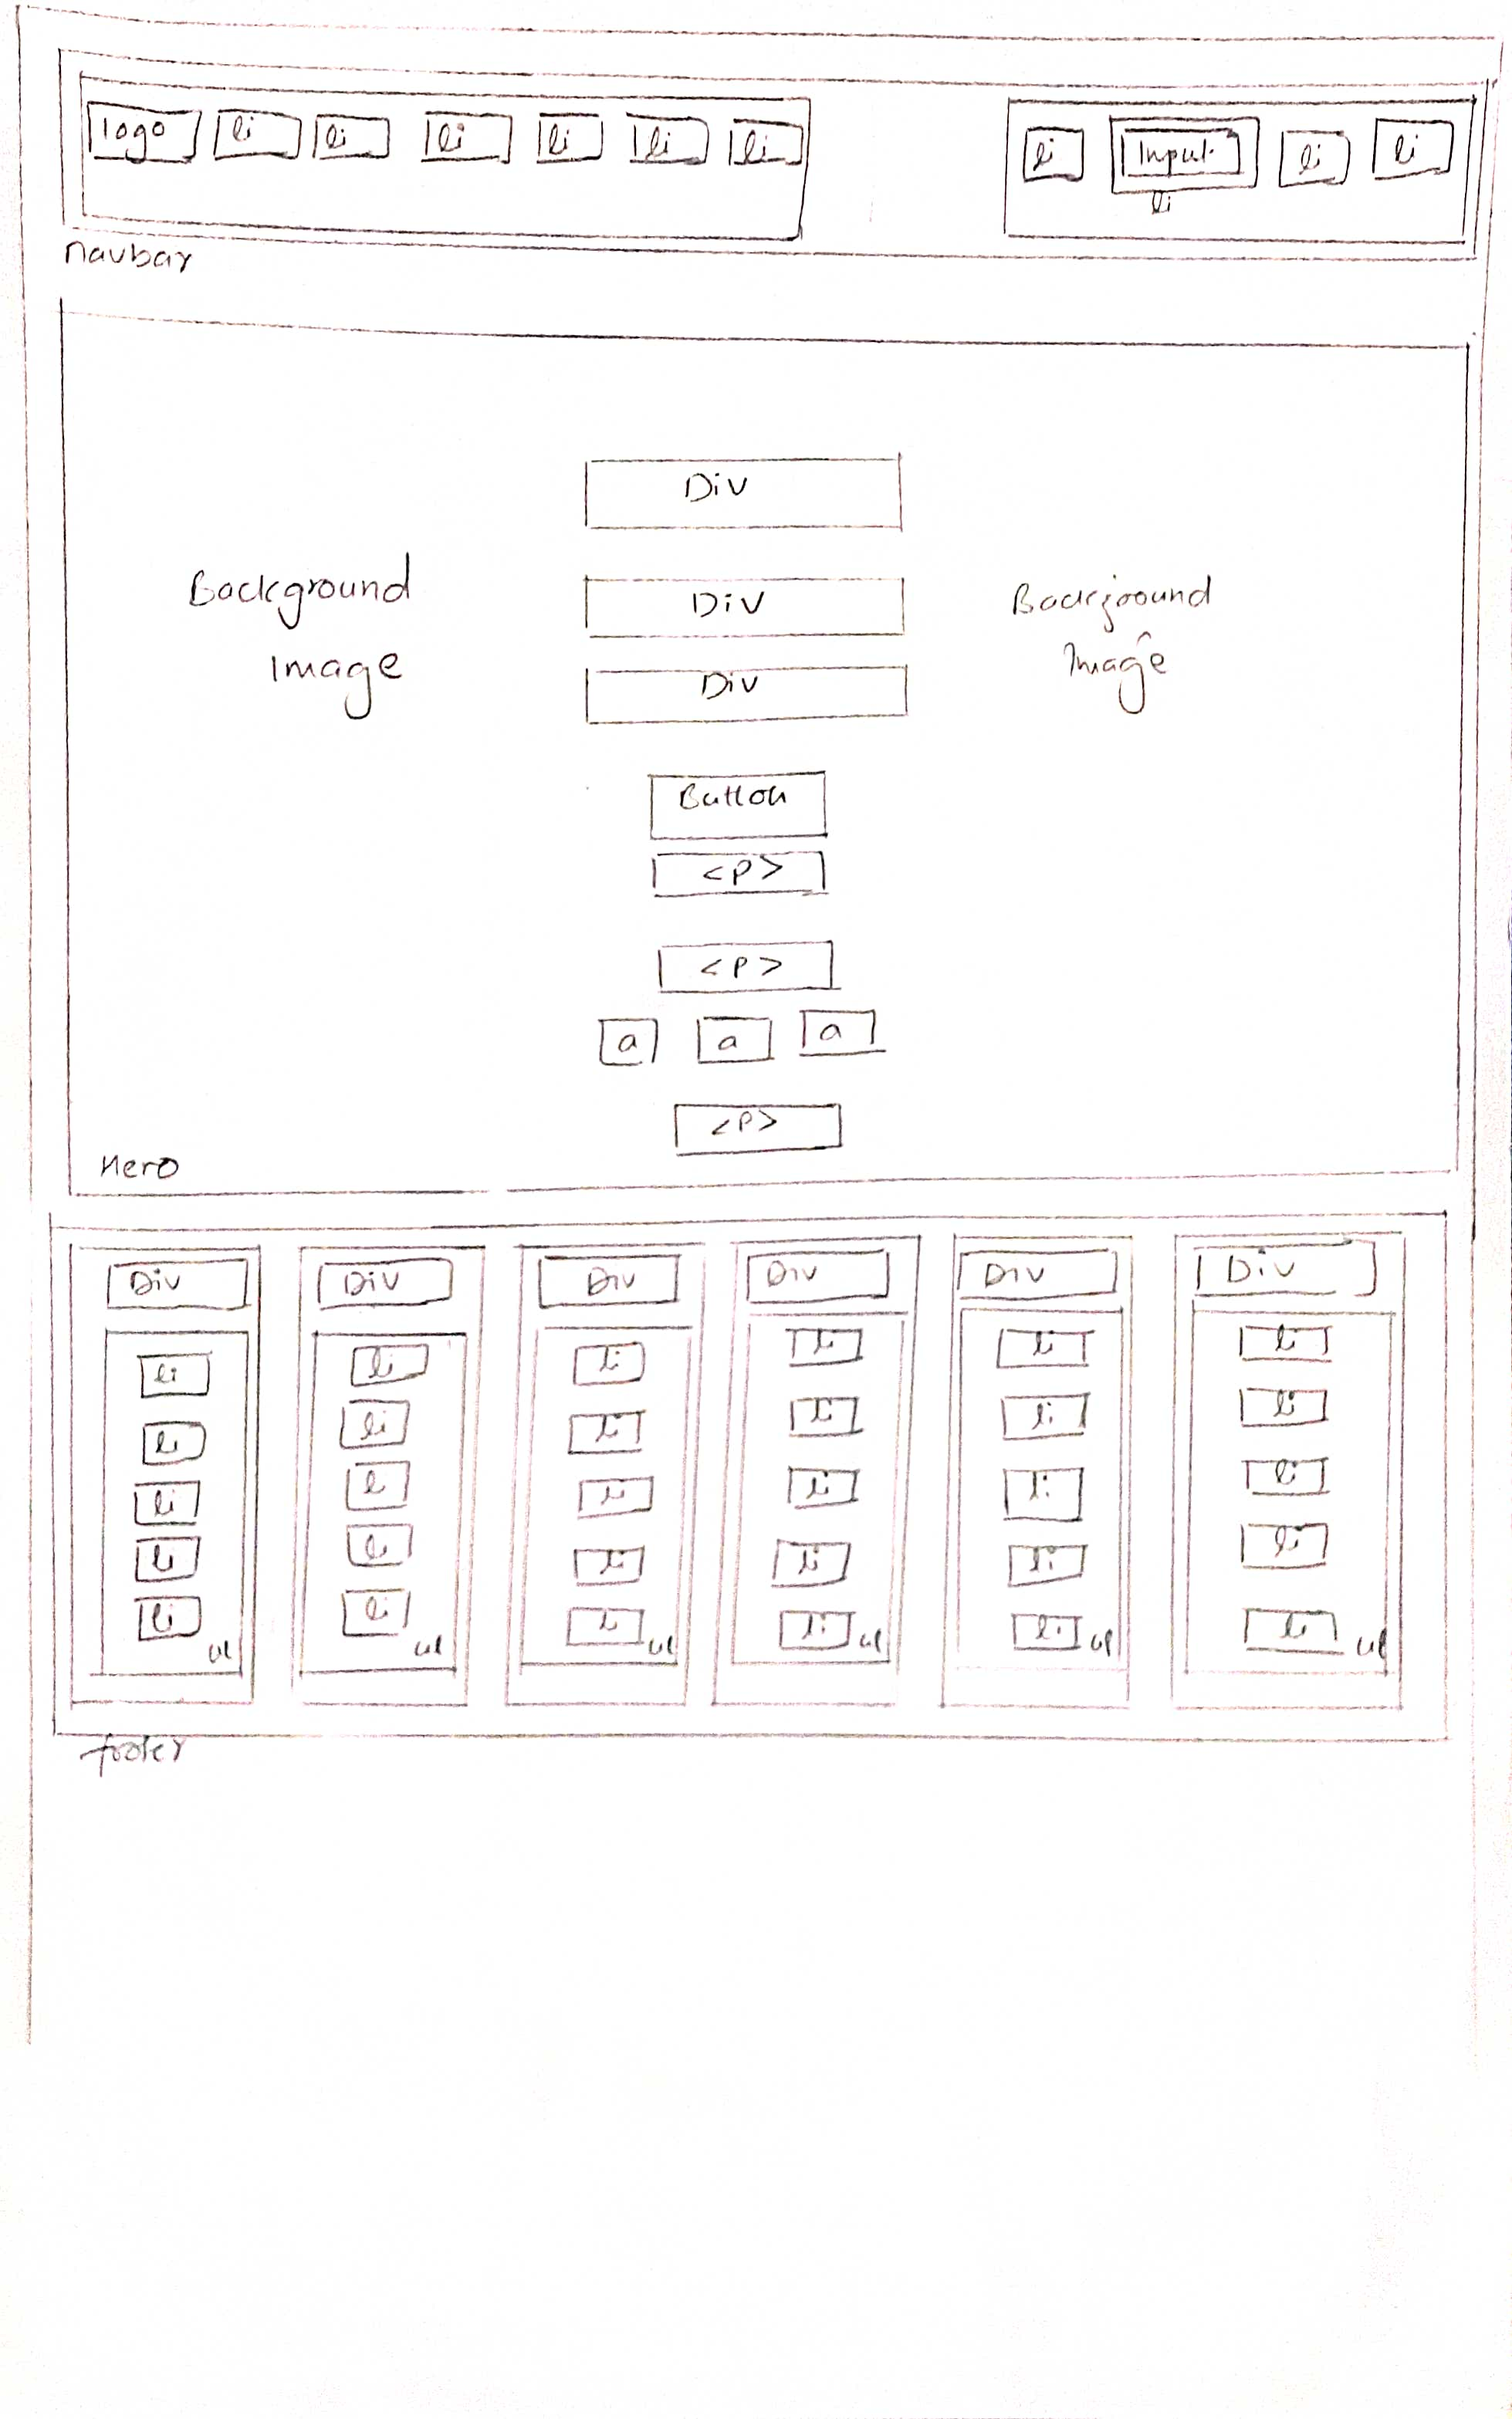 logo li li li li li li li Input li li
li
navbar
Div
Background Div Background
Image Image
Div
Button
<P>
<P>
a a a
<P>
Hero
Div Div Div Div Div Div
li li li li li li
li li li li li li
li li li li li li
li li li li li li
li li li li li li
ul ul ul ul ul ul
footer